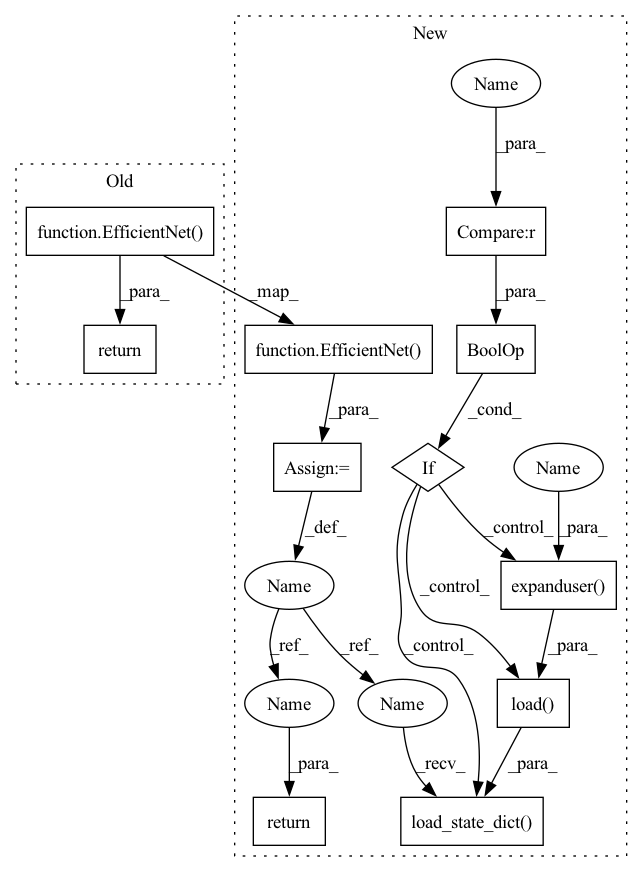 New
Name
_para_
Old
function.EfficientNet()
Compare:r
_para_
_map_
_para_
return
function.EfficientNet()
BoolOp
_para_
_cond_
Assign:=
If
Name
_def_
_control_
_para_
Name
_control_
expanduser()
_ref_
_ref_
_control_
_para_
Name
Name
load()
_para_
_recv_
_para_
return
load_state_dict()